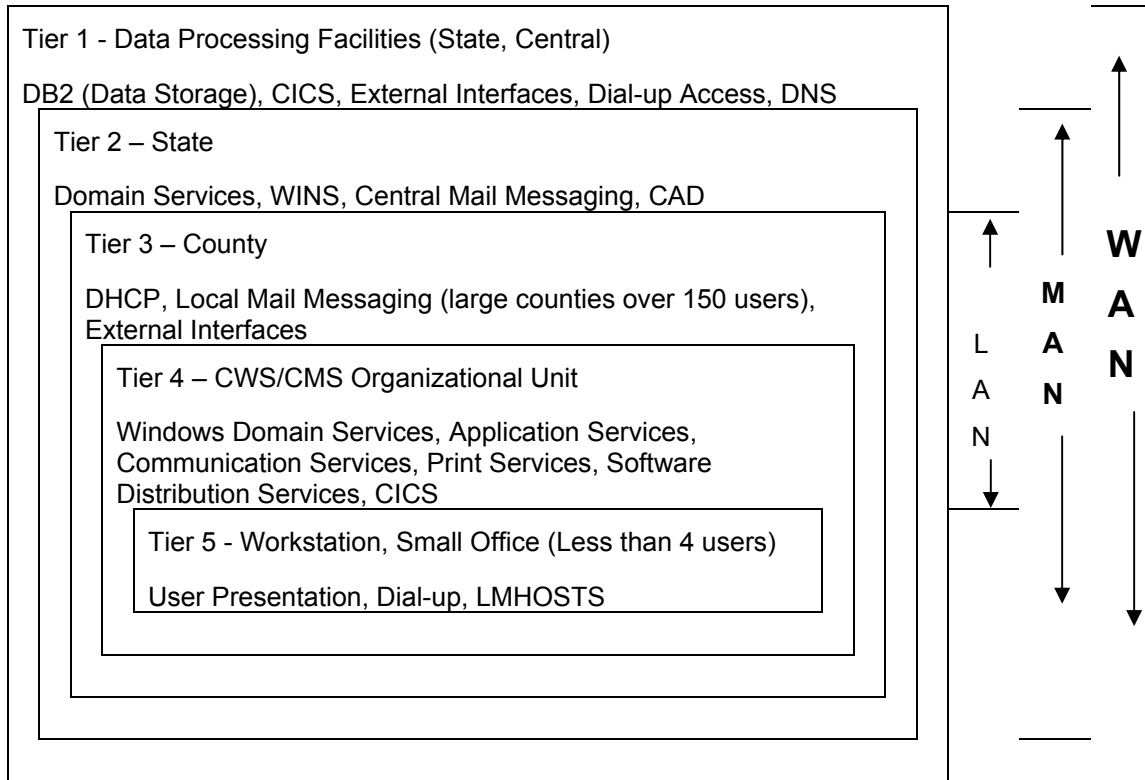 Tier 1 - Data Processing Facilities (State, Central)
DB2 (Data Storage), CICS, External Interfaces, Dial-up Access, DNS
Tier 2 – State
Domain Services, WINS, Central Mail Messaging, CAD
Tier 3 – County
DHCP, Local Mail Messaging (large counties over 150 users),
External Interfaces
Tier 4 – CWS/CMS Organizational Unit
Windows Domain Services, Application Services,
Communication Services, Print Services, Software
Distribution Services, CICS
Tier 5 - Workstation, Small Office (Less than 4 users)
User Presentation, Dial-up, LMHOSTS
LAN
MAN
WAN